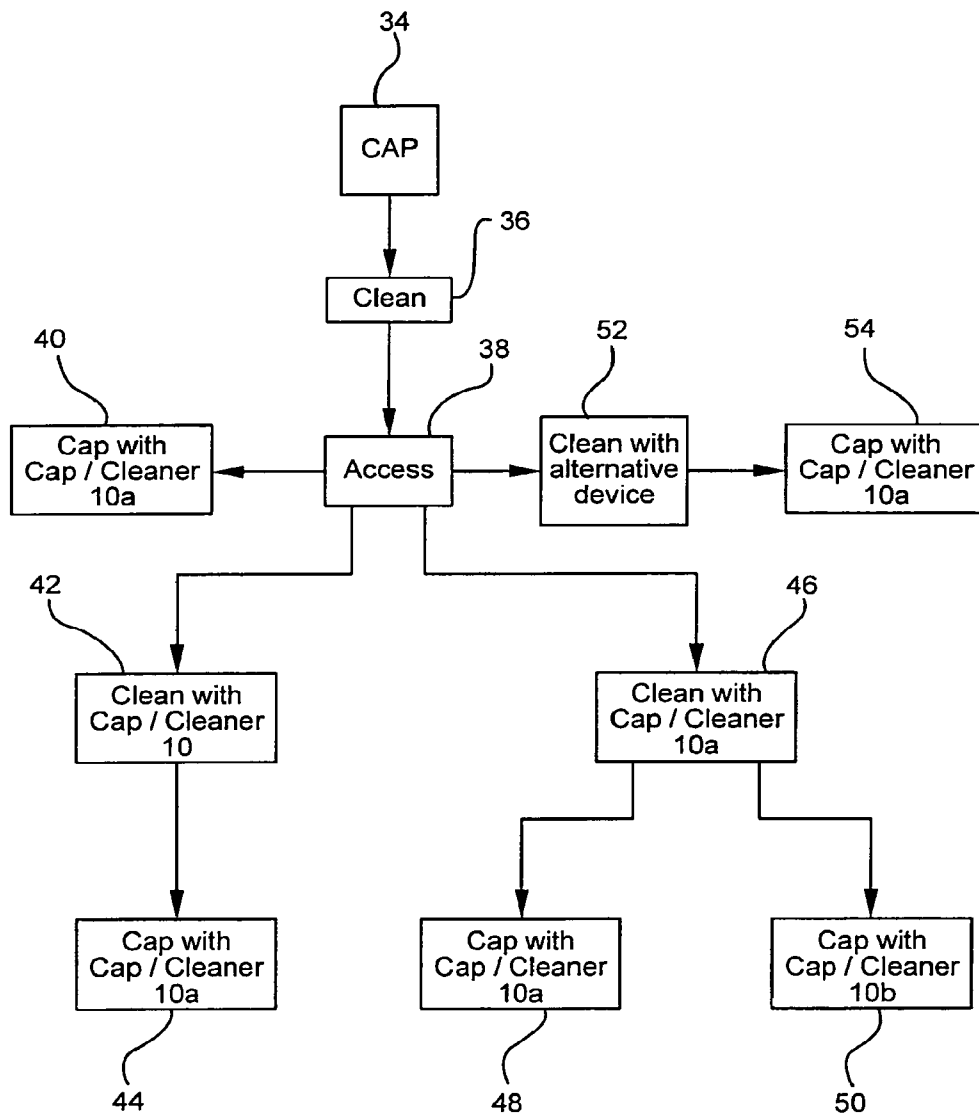 34
CAP
36
Clean
40
38
52
54
Cap with
Cap / Cleaner
10a
Access
Clean with
alternative
device
Cap with
Cap / Cleaner
10a
42
46
Clean with
Cap / Cleaner
10
Clean with
Cap / Cleaner
10a
Cap with
Cap / Cleaner
10a
Cap with
Cap / Cleaner
10a
Cap with
Cap / Cleaner
10b
44
48
50